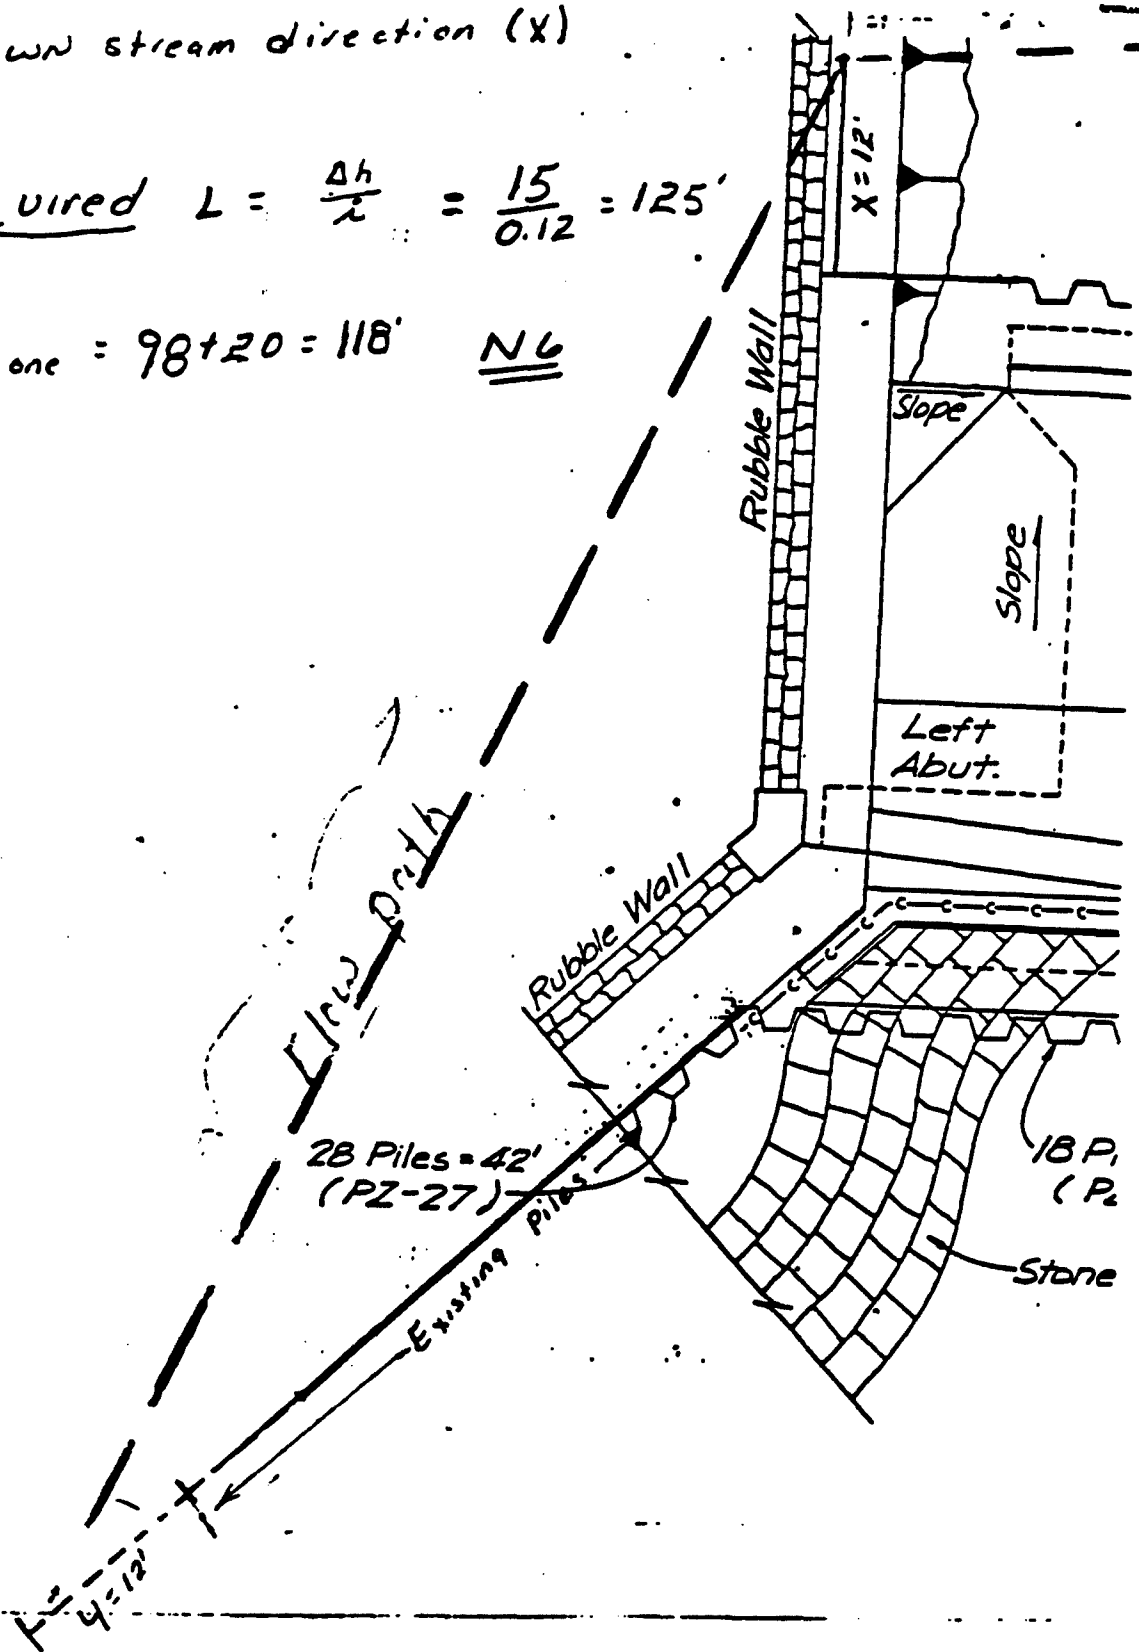 wn stream direction (X)
uired L = Δh/i = 15/0.12 = 125'
one = 98+20 = 118' NG
X = 12'
Rubble Wall
Slope
Slope
Left
Abut.
Rubble Wall
Flow Path
28 Piles = 42'
(PZ-27)
Existing Piles
18 P
(P
Stone
4 = 12'